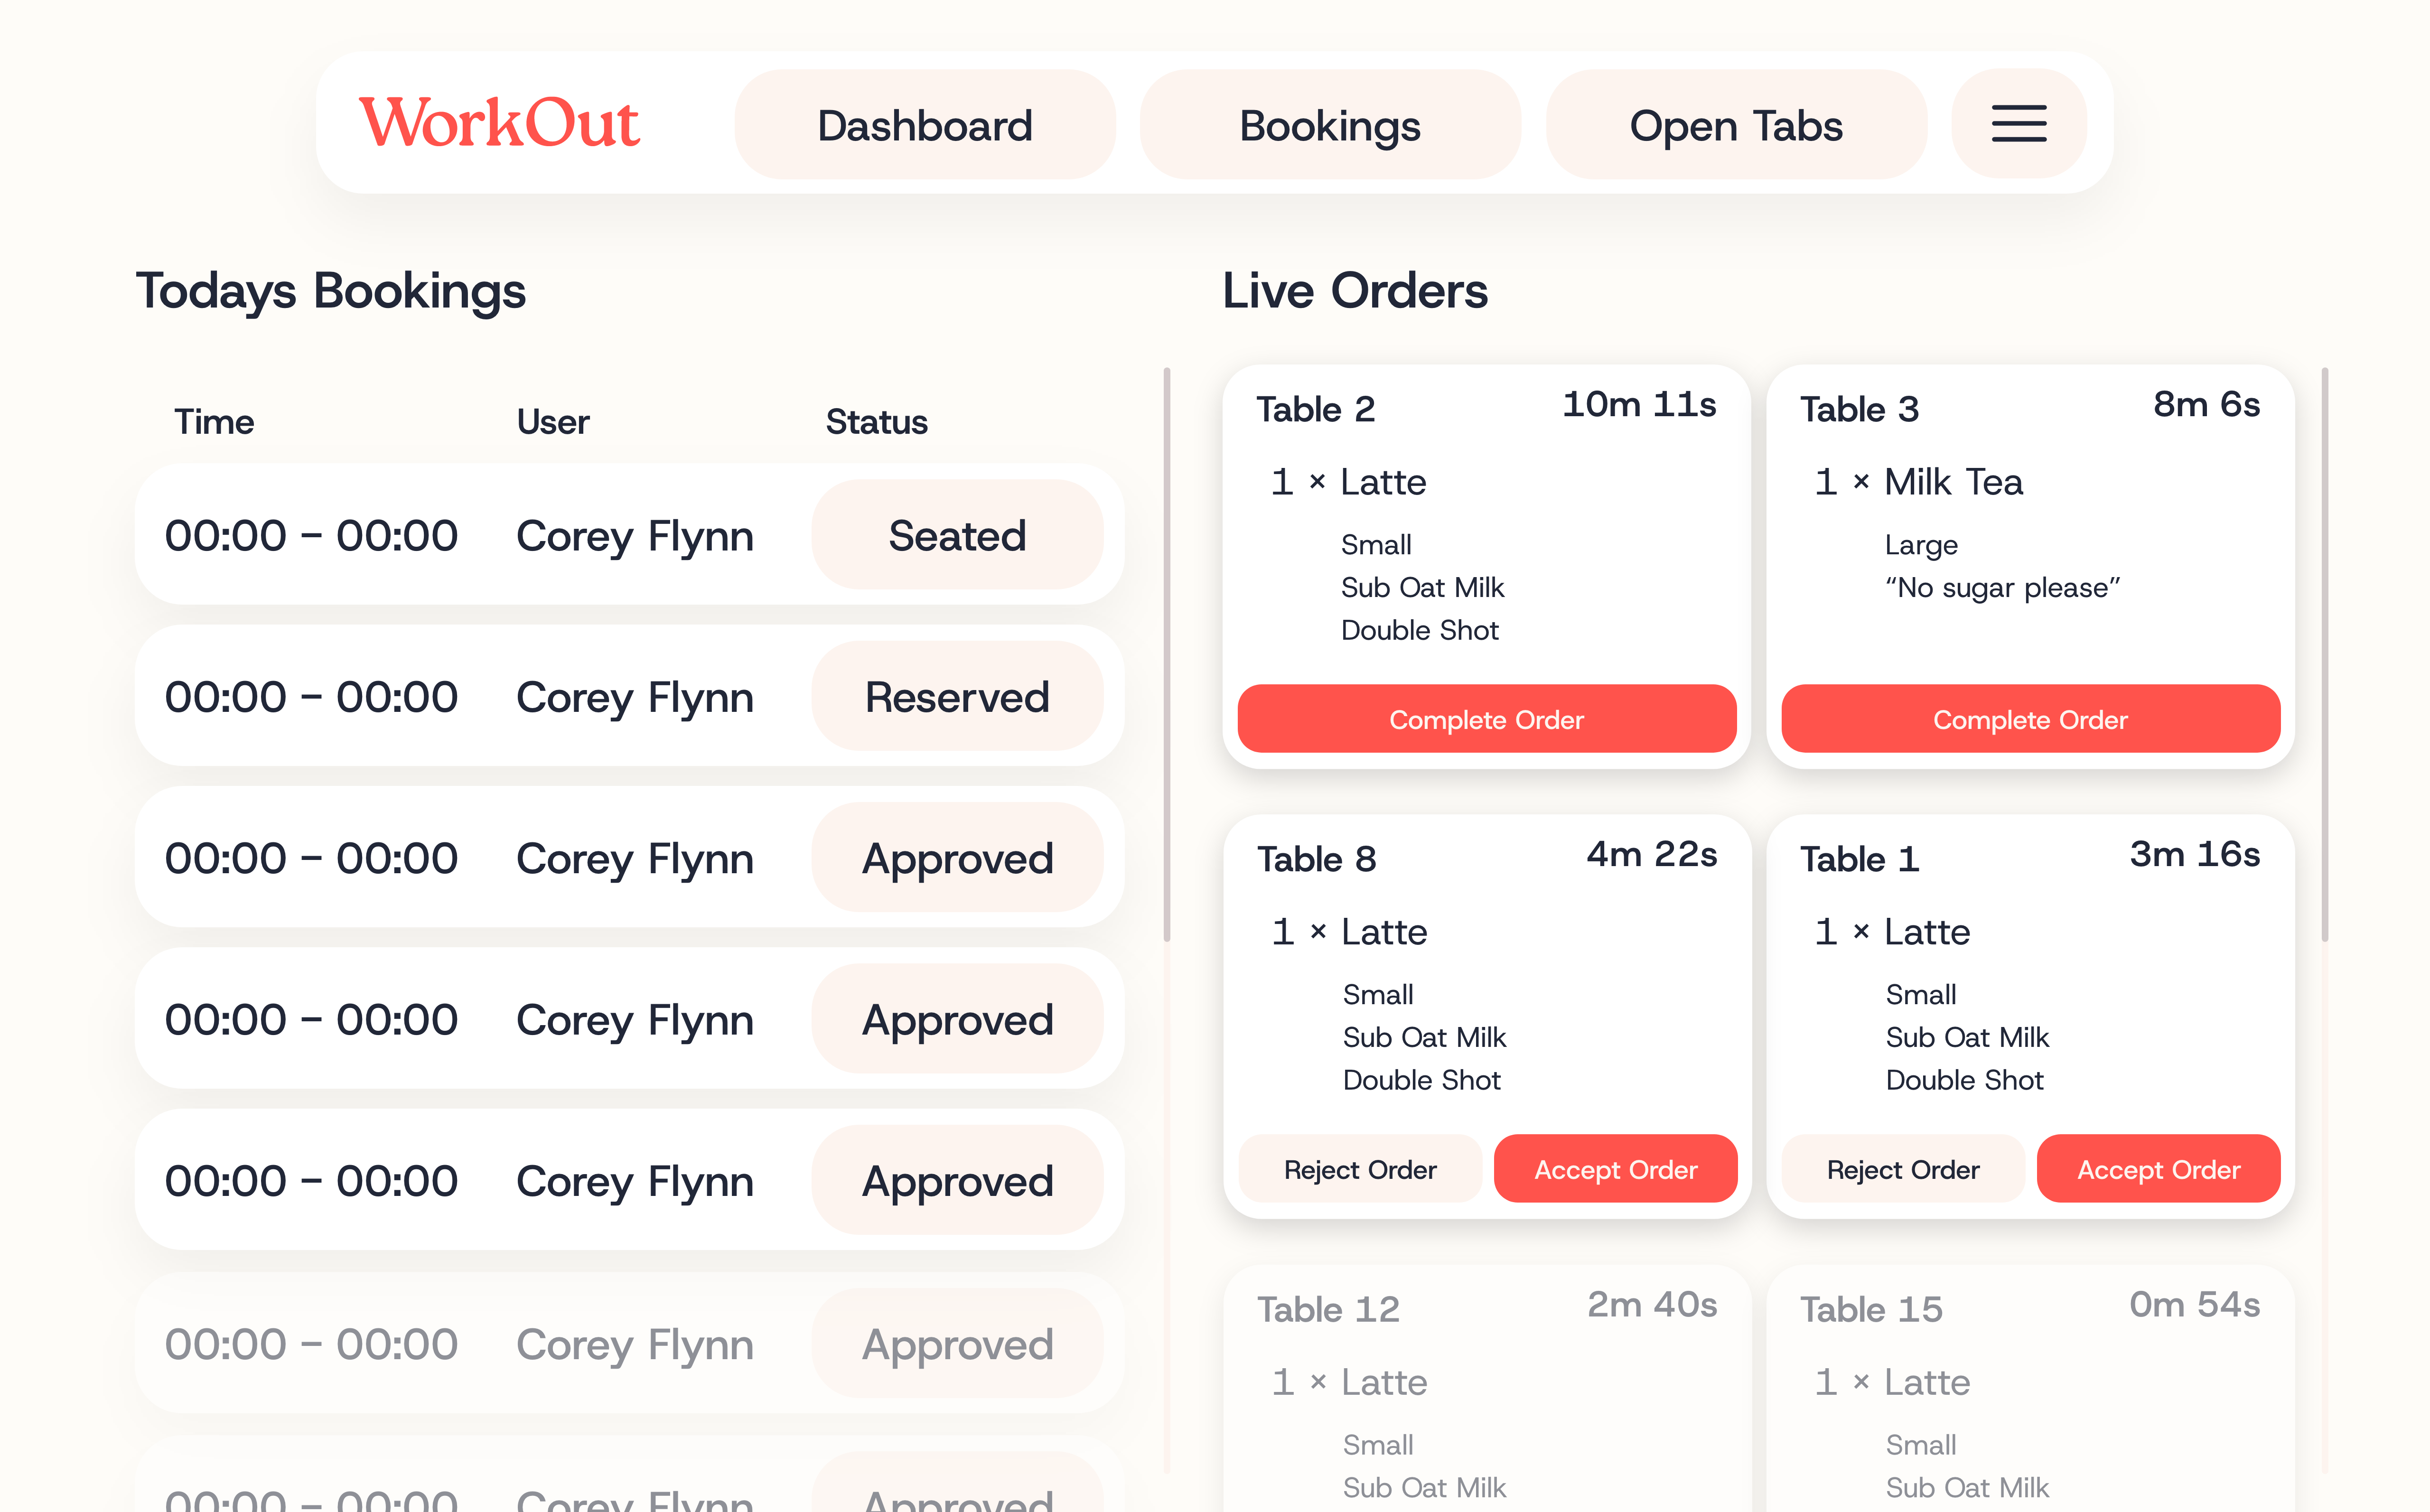 WorkOut
Dashboard
Bookings
Open Tabs
Todays Bookings
Time User Status
00:00 – 00:00 Corey Flynn Seated
00:00 – 00:00 Corey Flynn Reserved
00:00 – 00:00 Corey Flynn Approved
00:00 – 00:00 Corey Flynn Approved
00:00 – 00:00 Corey Flynn Approved
00:00 – 00:00 Corey Flynn Approved
00:00 – 00:00 Corey Flynn Approved
Live Orders
Table 2 10m 11s
1 × Latte
Small
Sub Oat Milk
Double Shot
Complete Order
Table 3 8m 6s
1 × Milk Tea
Large
“No sugar please”
Complete Order
Table 8 4m 22s
1 × Latte
Small
Sub Oat Milk
Double Shot
Reject Order Accept Order
Table 1 3m 16s
1 × Latte
Small
Sub Oat Milk
Double Shot
Reject Order Accept Order
Table 12 2m 40s
1 × Latte
Small
Sub Oat Milk
Table 15 0m 54s
1 × Latte
Small
Sub Oat Milk